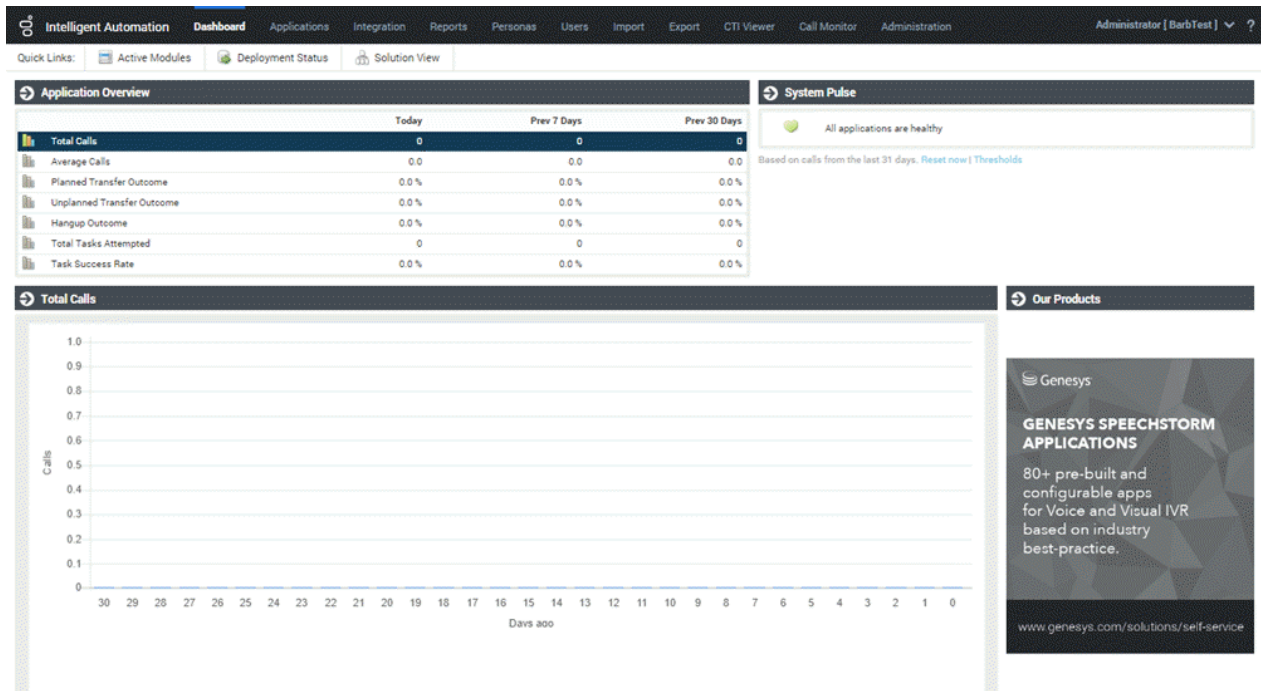 Intelligent Automation Dashboard Applications Integration Reports Personas Users Import Export CTI Viewer Call Monitor Administration Administrator [ BarbTest ] ?
Quick Links: Active Modules Deployment Status Solution View
Application Overview
Today Prev 7 Days Prev 30 Days
Total Calls 0 0 0
Average Calls 0.0 0.0 0.0
Planned Transfer Outcome 0.0 % 0.0 % 0.0 %
Unplanned Transfer Outcome 0.0 % 0.0 % 0.0 %
Hangup Outcome 0.0 % 0.0 % 0.0 %
Total Tasks Attempted 0 0 0
Task Success Rate 0.0 % 0.0 % 0.0 %
System Pulse
All applications are healthy
Based on calls from the last 31 days. Reset now | Thresholds
Total Calls
1.0
0.9
0.8
0.7
0.6
0.5
0.4
0.3
0.2
0.1
0
Calls
30 29 28 27 26 25 24 23 22 21 20 19 18 17 16 15 14 13 12 11 10 9 8 7 6 5 4 3 2 1 0
Days ago
Our Products
Genesys
GENESYS SPEECHSTORM
APPLICATIONS
80+ pre-built and
configurable apps
for Voice and Visual IVR
based on industry
best-practice.
www.genesys.com/solutions/self-service